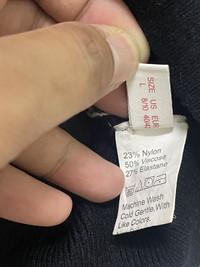 SIZE US EUR
L 8/10 40/42
23% Nylon
50% Viscose
27% Elastane
Machine Wash
Cold Gentle.With
Like Colors.